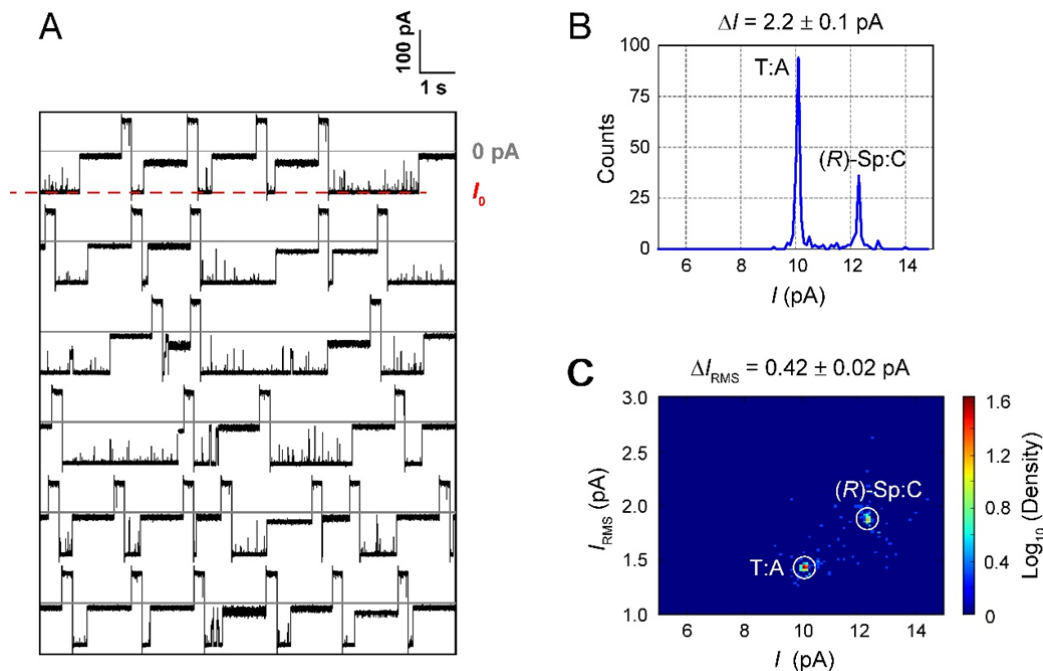 A
100 pA
1 s
0 pA
I₀
B
ΔI = 2.2 ± 0.1 pA
100
75
50
25
0
Counts
T:A
(R)-Sp:C
6 8 10 12 14
I (pA)
C
ΔI_RMS = 0.42 ± 0.02 pA
3.0
2.5
2.0
1.5
1.0
I_RMS (pA)
(R)-Sp:C
T:A
6 8 10 12 14
I (pA)
1.6
1.2
0.8
0.4
0
Log₁₀ (Density)